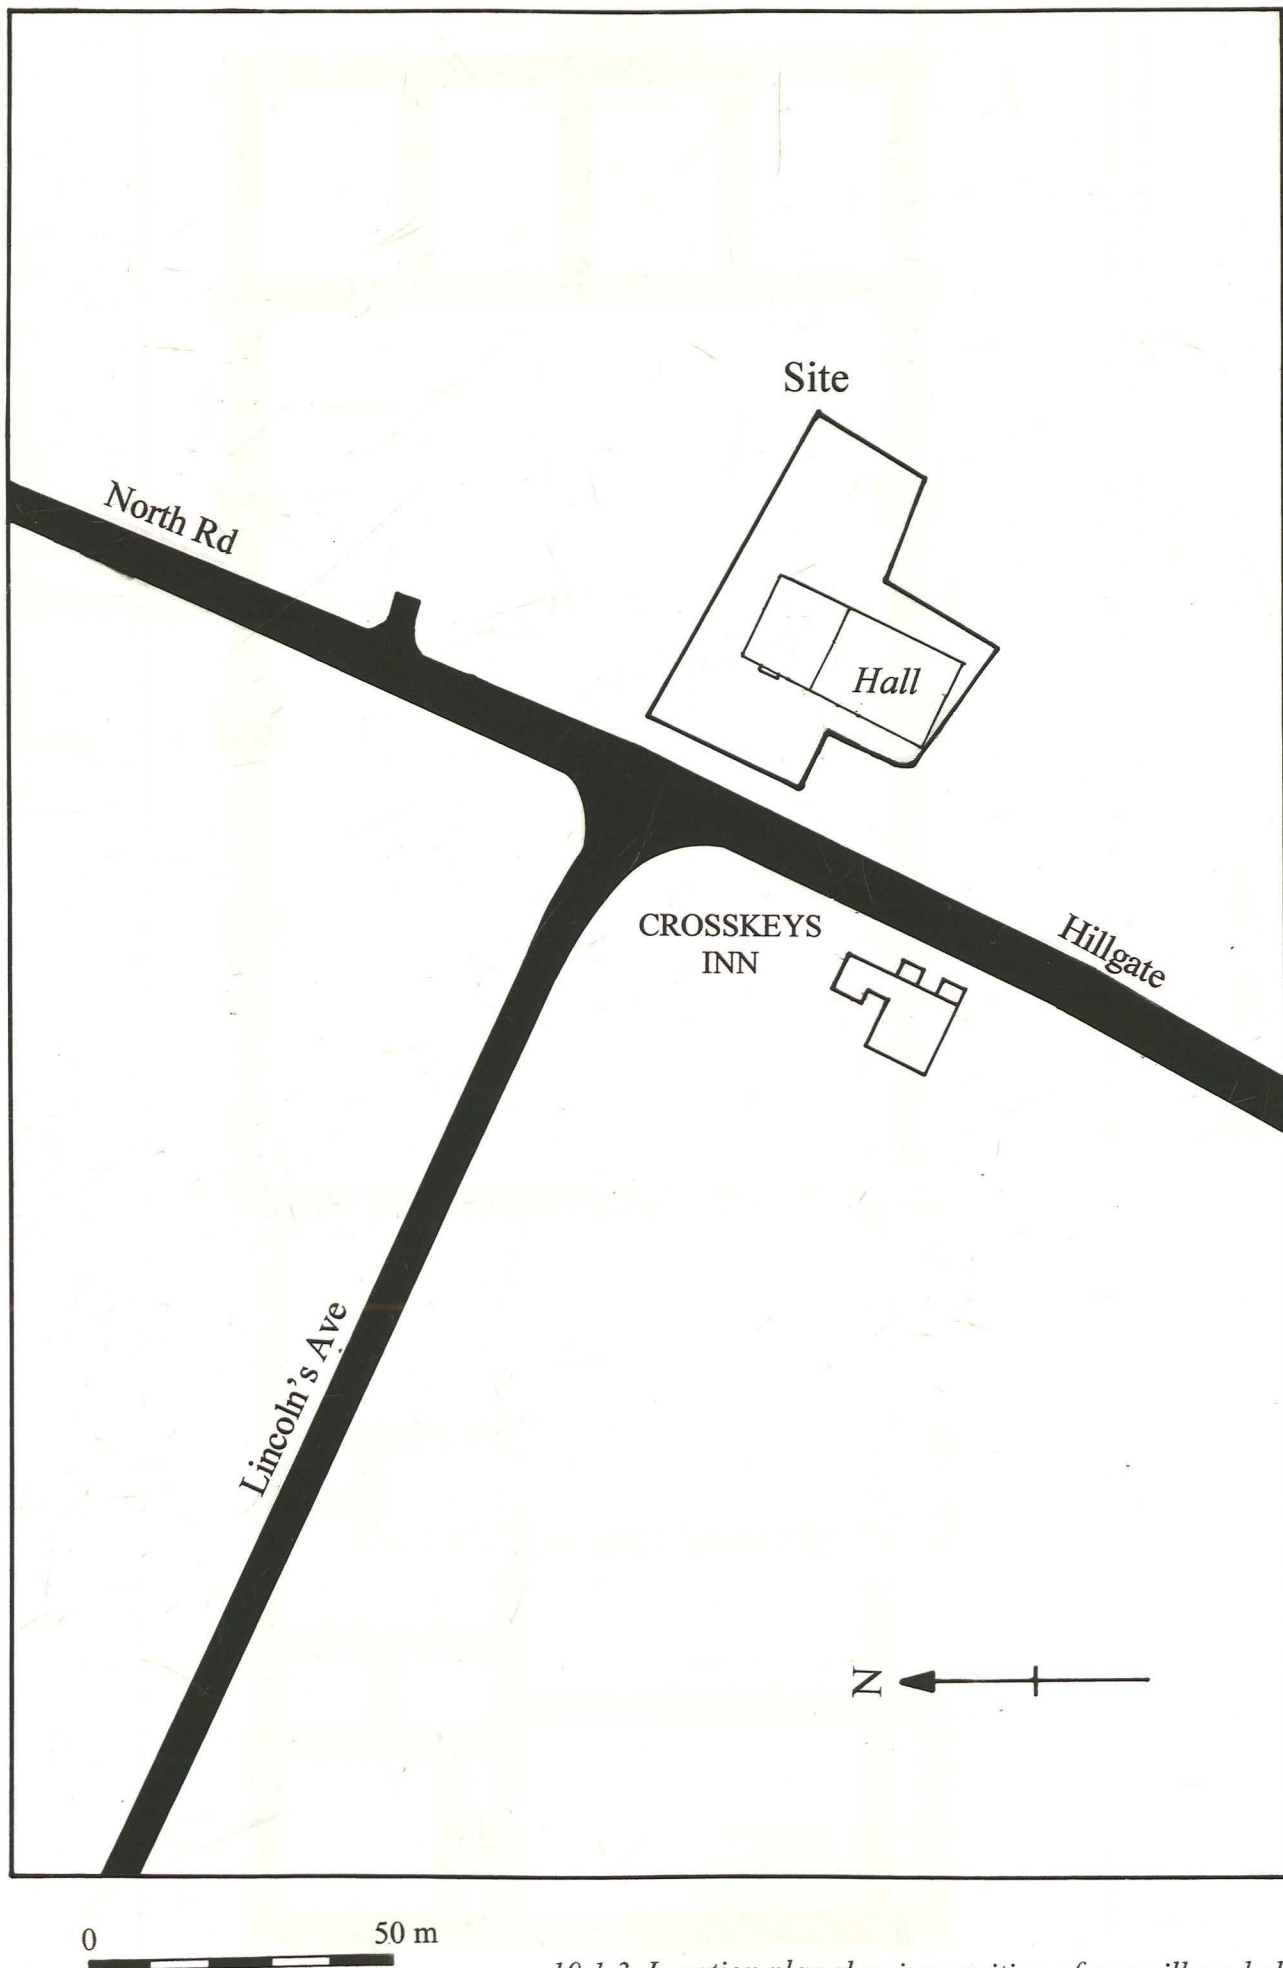 Site
North Rd
Hall
CROSSKEYS
INN
Hillgate
Lincoln's Ave
N
0 50 m